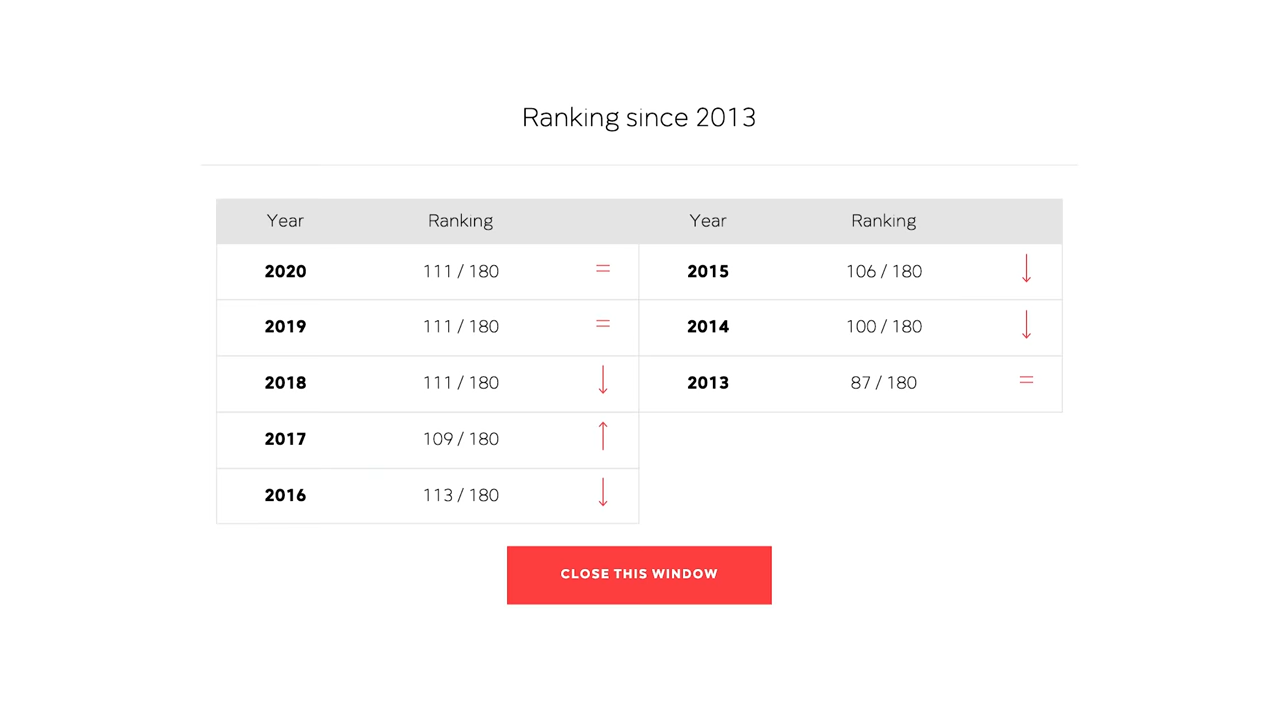 Ranking since 2013
Year Ranking Year Ranking
2020 111 / 180 = 2015 106 / 180 ↓
2019 111 / 180 = 2014 100 / 180 ↓
2018 111 / 180 ↓ 2013 87 / 180 =
2017 109 / 180 ↑
2016 113 / 180 ↓
CLOSE THIS WINDOW